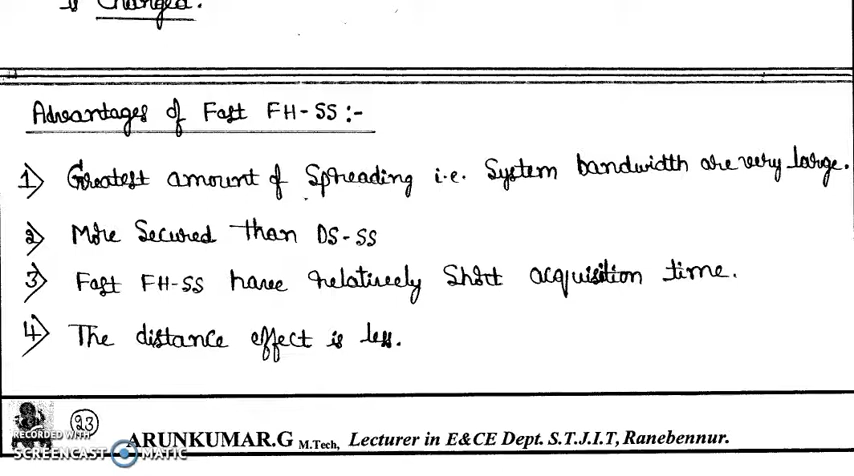 is Changed.
Advantages of Fast FH-SS :-
1) Greatest amount of Spreading i.e. System bandwidth are very large.
2) More Secured than DS-SS
3) Fast FH-SS have relatively Short acquisition time.
4) The distance effect is less.
23
ARUNKUMAR.G M.Tech, Lecturer in E&CE Dept. S.T.J.I.T, Ranebennur.
RECORDED WITH
SCREENCAST-O-MATIC